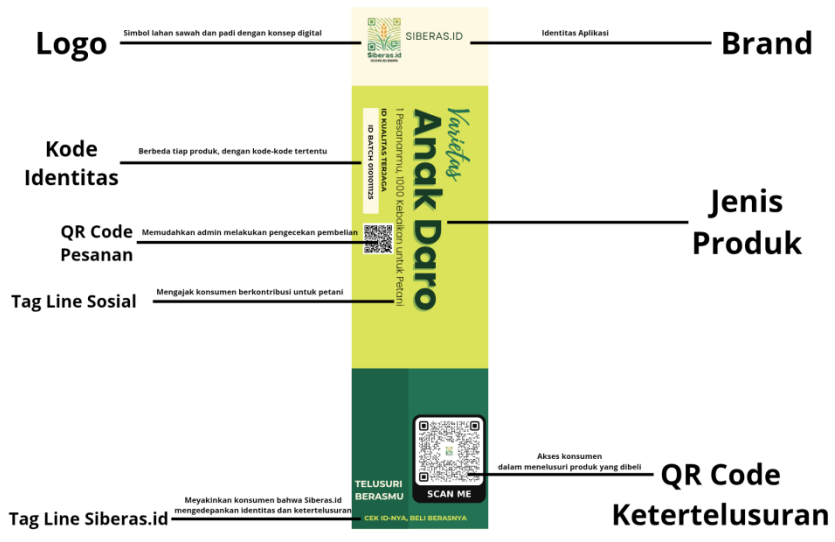 Logo
Simbol lahan sawah dan padi dengan konsep digital
Siberas.id
SIBERAS.ID
Identitas Aplikasi
Brand
Kode
Identitas
Berbeda tiap produk, dengan kode-kode tertentu
QR Code
Pesanan
Memudahkan admin melakukan pengecekan pembelian
Tag Line Sosial
Mengajak konsumen berkontribusi untuk petani
Varietas
Anak Daro
1 Pesananmu, 1000 Kebaikan untuk Petani
ID KUALITAS TERJAGA
ID BATCH 0101011125
Jenis
Produk
TELUSURI
BERASMU
SCAN ME
CEK ID-NYA, BELI BERASNYA
Akses konsumen
dalam menelusuri produk yang dibeli
QR Code
Ketertelusuran
Meyakinkan konsumen bahwa Siberas.id
mengedepankan identitas dan ketertelusuran
Tag Line Siberas.id